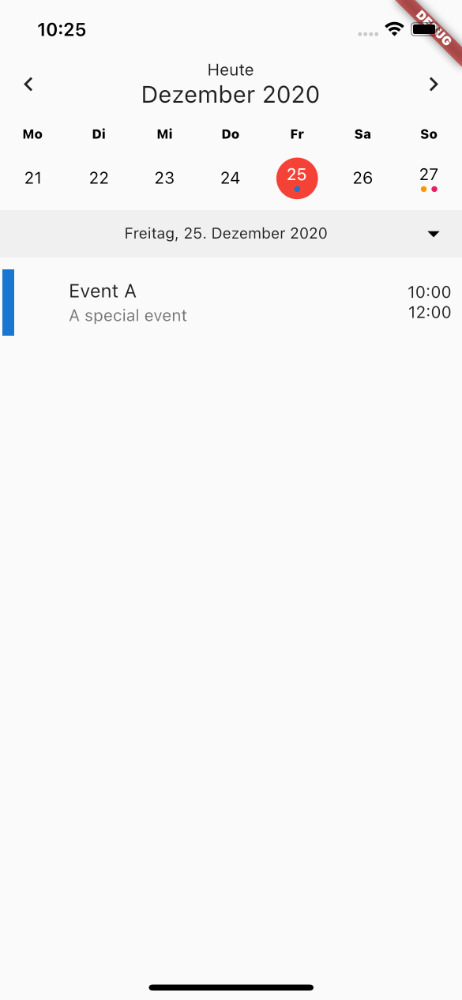 10:25
DEBUG
Heute
Dezember 2020
Mo Di Mi Do Fr Sa So
21 22 23 24 25 26 27
Freitag, 25. Dezember 2020
Event A
10:00
A special event
12:00